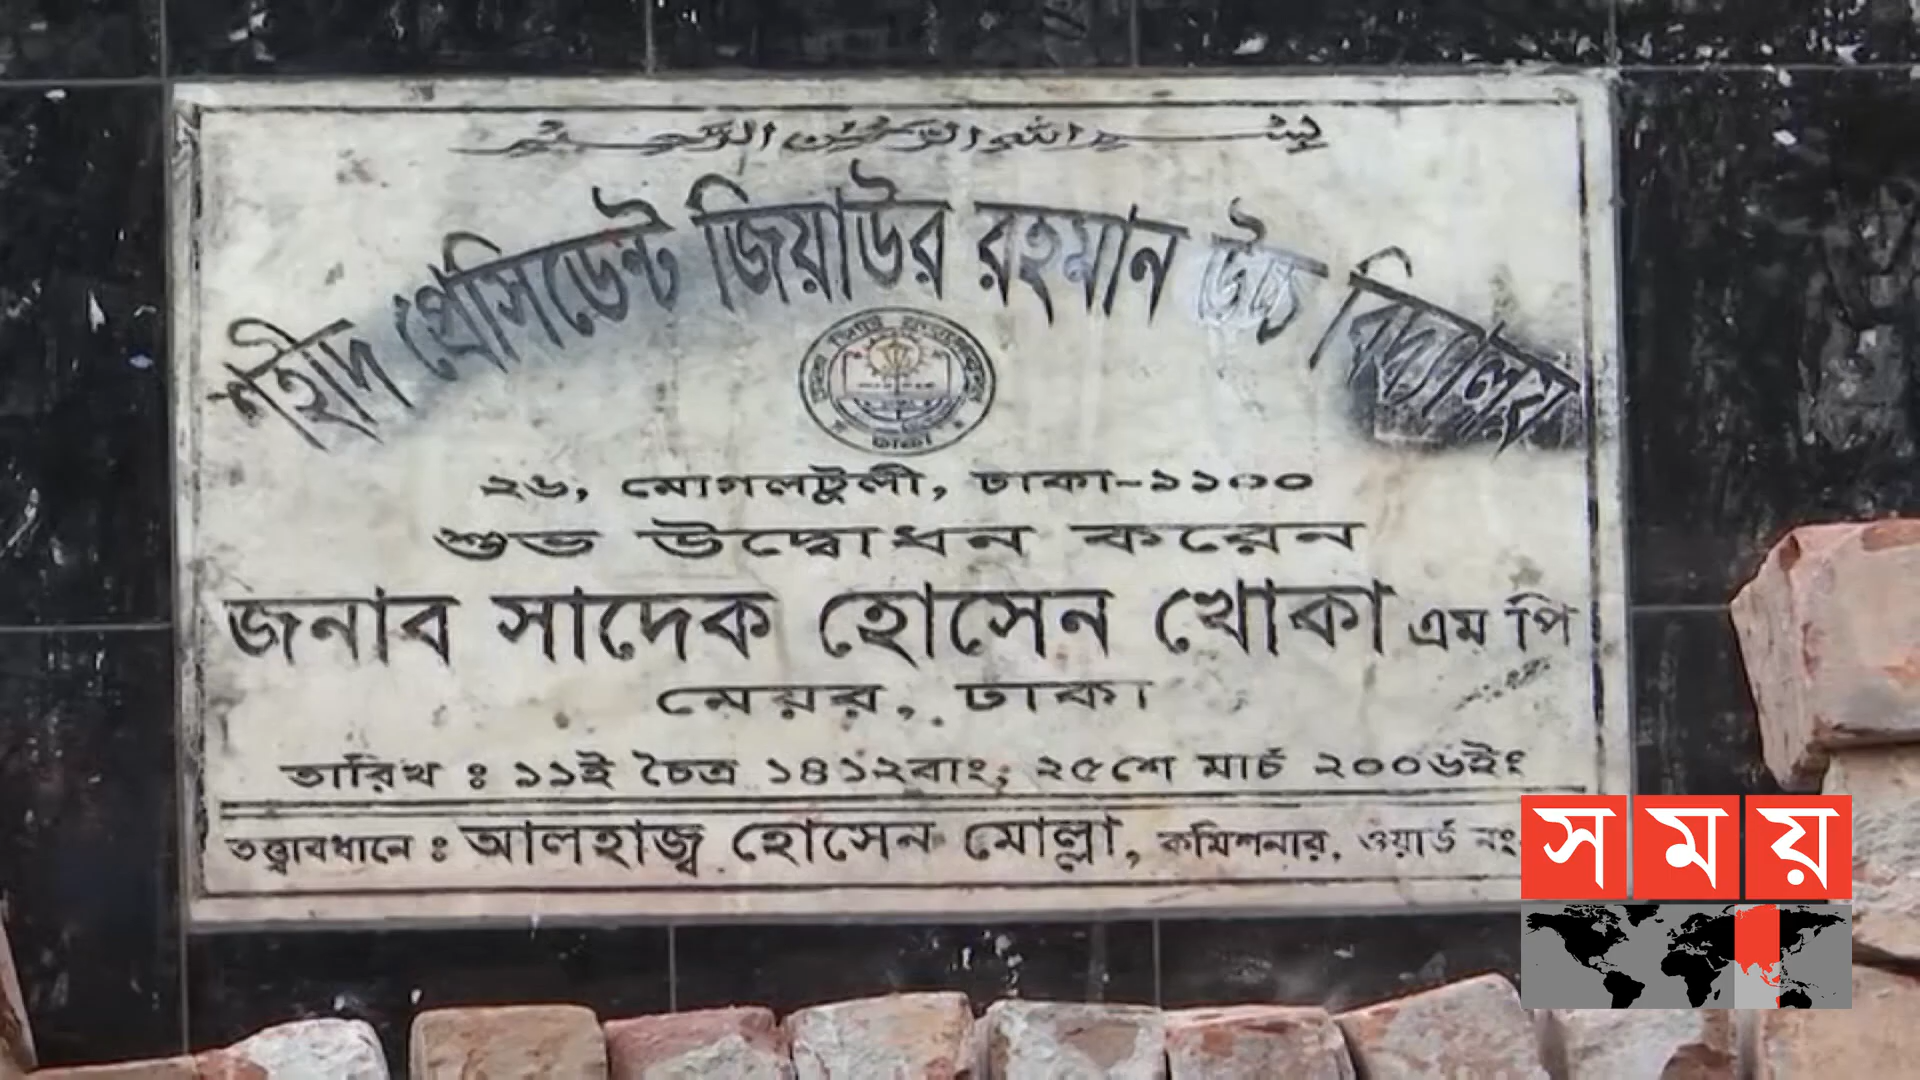 بسم الله الرحمن الرحيم
শহীদ প্রেসিডেন্ট জিয়াউর রহমান উচ্চ বিদ্যালয়
ঢাকা
২৬, মোগলটুলী, ঢাকা-১১০০
শুভ উদ্বোধন করেন
জনাব সাদেক হোসেন খোকা এম পি
মেয়র, ঢাকা
তারিখ ঃ ১১ই চৈত্র ১৪১২বাং; ২৫শে মার্চ ২০০৬ইং
তত্ত্বাবধানে ঃ আলহাজ্ব হোসেন মোল্লা, কমিশনার, ওয়ার্ড নং
সময়